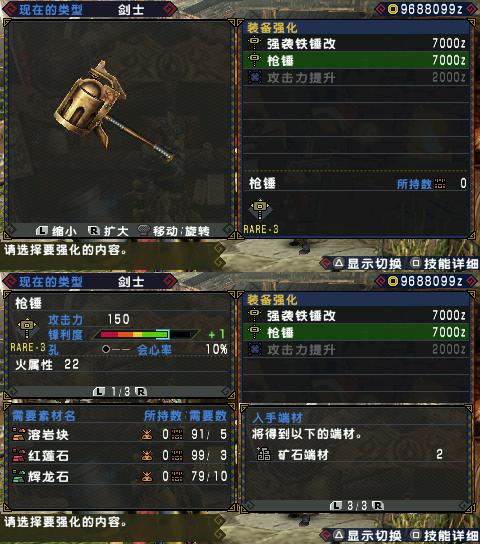 现在的类型 剑士
9688099z
装备强化
强袭铁锤改 7000z
枪锤 7000z
攻击力提升 2000z
枪锤 所持数 0
RARE-3
L 缩小 R 扩大 移动/旋转
请选择要强化的内容。
△显示切换 □技能详细
现在的类型 剑士
9688099z
枪锤
攻击力 150
锋利度 +1
RARE-3 孔 ●—— 会心率 10%
火属性 22
L 1/3 R
装备强化
强袭铁锤改 7000z
枪锤 7000z
攻击力提升 2000z
需要素材名 所持数/需要数
溶岩块 0 91/ 5
红莲石 0 99/ 3
辉龙石 0 79/10
入手端材
将得到以下的端材。
矿石端材 2
L 3/3 R
请选择要强化的内容。
△显示切换 □技能详细